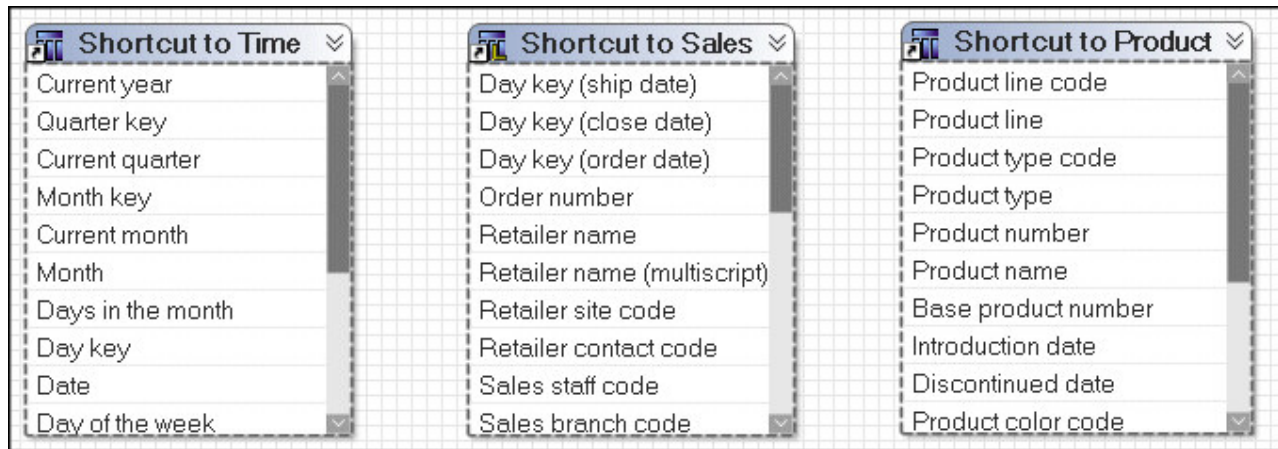 Shortcut to Time
Current year
Quarter key
Current quarter
Month key
Current month
Month
Days in the month
Day key
Date
Day of the week
Shortcut to Sales
Day key (ship date)
Day key (close date)
Day key (order date)
Order number
Retailer name
Retailer name (multiscript)
Retailer site code
Retailer contact code
Sales staff code
Sales branch code
Shortcut to Product
Product line code
Product line
Product type code
Product type
Product number
Product name
Base product number
Introduction date
Discontinued date
Product color code